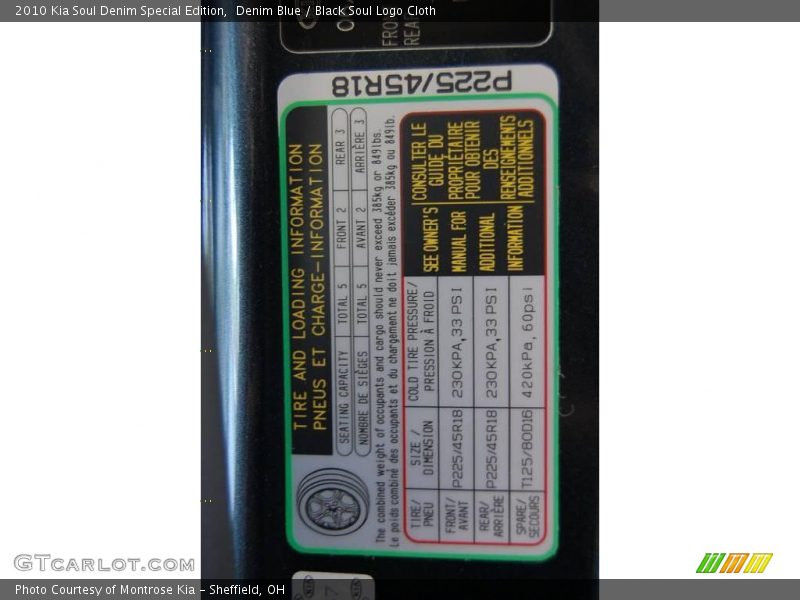 2010 Kia Soul Denim Special Edition,  Denim Blue / Black Soul Logo Cloth
P225/45R18
TIRE AND LOADING INFORMATION
PNEUS ET CHARGE-INFORMATION
SEATING CAPACITY TOTAL 5 FRONT 2 REAR 3
NOMBRE DE SIÈGES TOTAL 5 AVANT 2 ARRIÈRE 3
The combined weight of occupants and cargo should never exceed 385kg or 849lbs.
Le poids combiné des occupants et du chargement ne doit jamais excéder 385kg ou 849lb.
TIRE/ SIZE / COLD TIRE PRESSURE/
PNEU DIMENSION PRESSION À FROID
FRONT/
AVANT P225/45R18 230KPA,33PSI
REAR/
ARRIÈRE P225/45R18 230KPA,33PSI
SPARE/
SECOURS T125/80D16 420kPa, 60psi
SEE OWNER'S
MANUAL FOR
ADDITIONAL
INFORMATION
CONSULTER LE
GUIDE DU
PROPRIÉTAIRE
POUR OBTENIR
DES
RENSEIGNEMENTS
ADDITIONNELS
GTCARLOT.COM
Photo Courtesy of Montrose Kia - Sheffield, OH